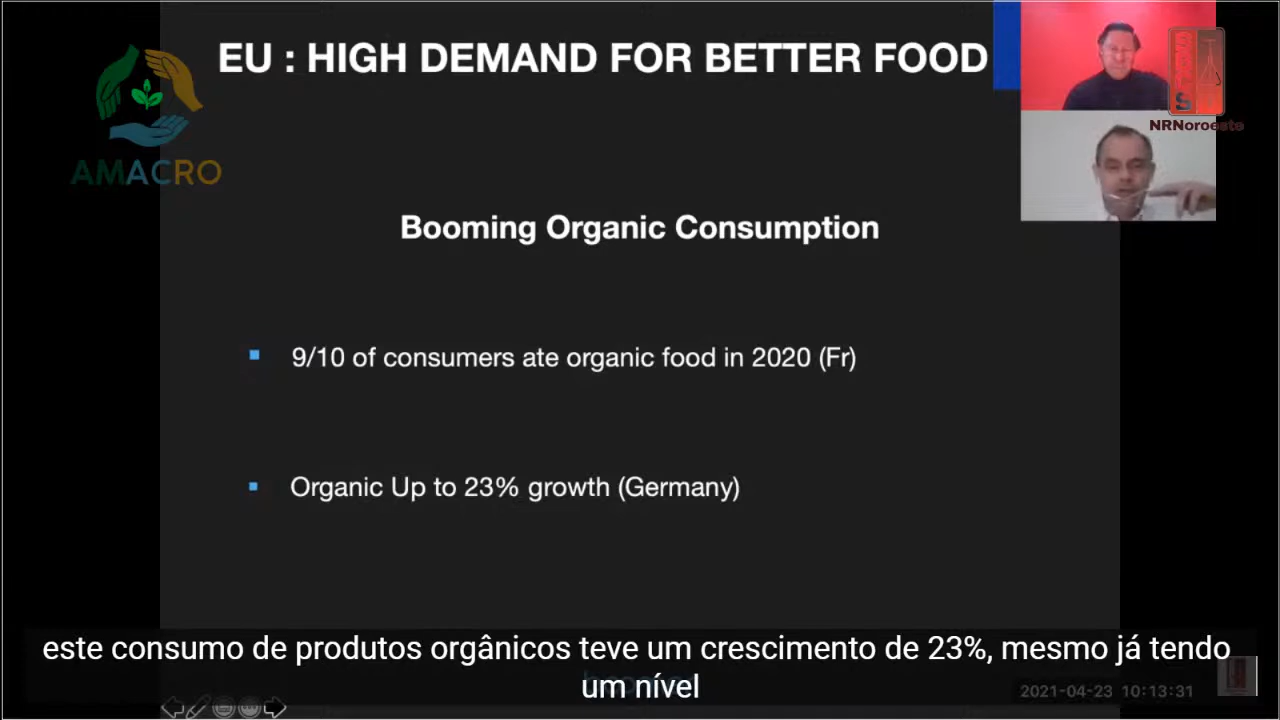 EU : HIGH DEMAND FOR BETTER FOOD
AMACRO
NRNoroeste
Booming Organic Consumption
9/10 of consumers ate organic food in 2020 (Fr)
Organic Up to 23% growth (Germany)
este consumo de produtos orgânicos teve um crescimento de 23%, mesmo já tendo
um nível
2021-04-23 10:13:31